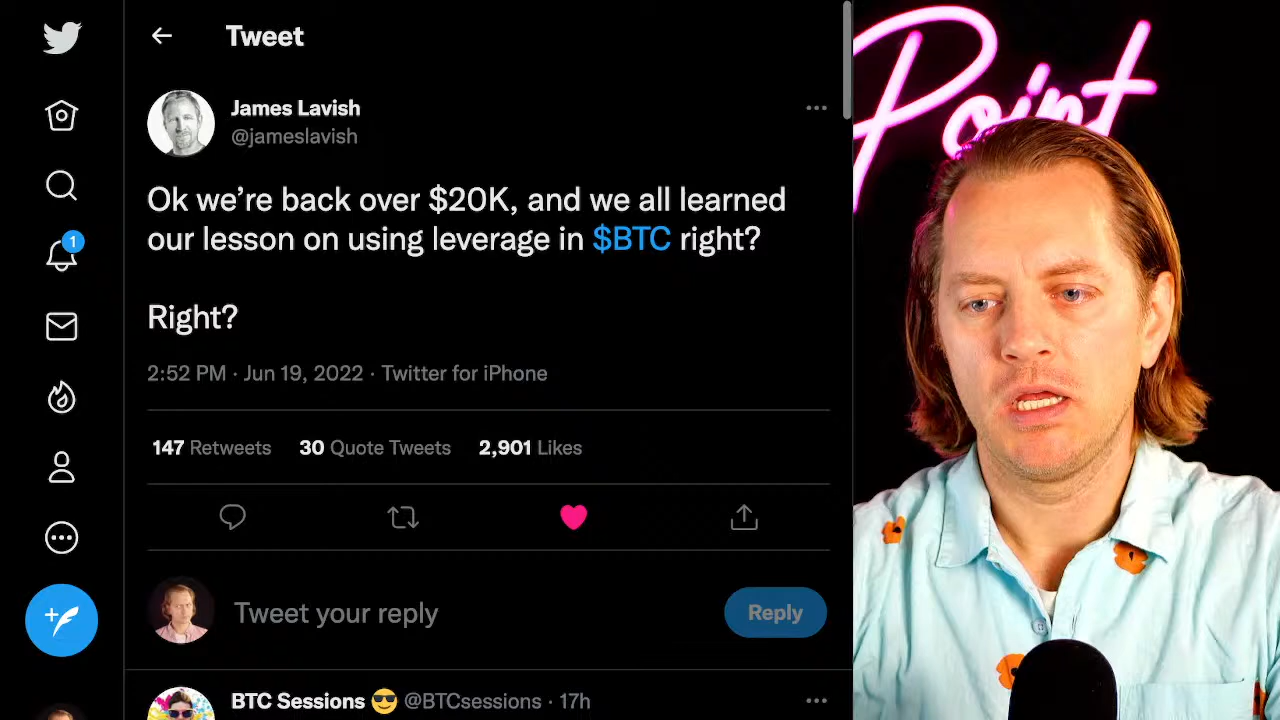 Tweet
James Lavish
@jameslavish
Ok we’re back over $20K, and we all learned
our lesson on using leverage in $BTC right?
Right?
2:52 PM · Jun 19, 2022 · Twitter for iPhone
147 Retweets 30 Quote Tweets 2,901 Likes
1
Tweet your reply
Reply
BTC Sessions 😎 @BTCsessions · 17h
Point